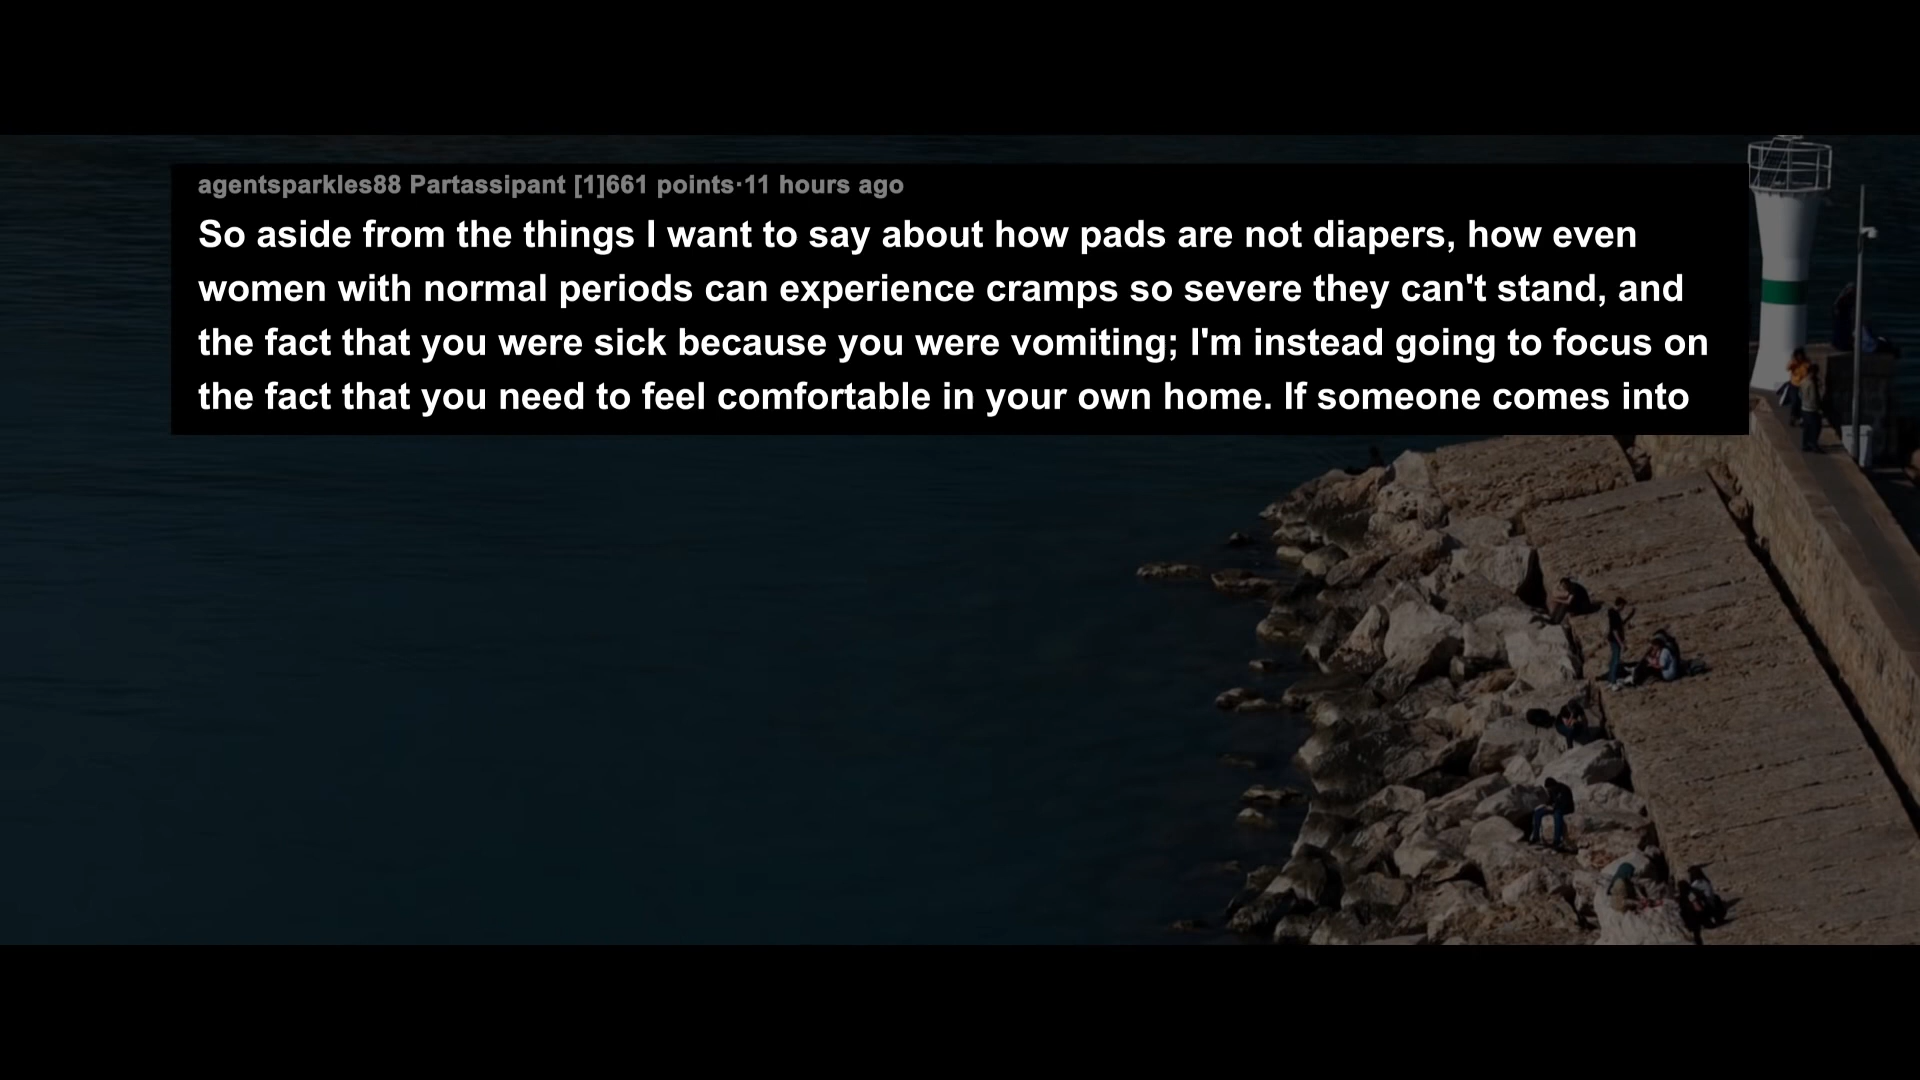 agentsparkles88 Partassipant [1]661 points·11 hours ago
So aside from the things I want to say about how pads are not diapers, how even
women with normal periods can experience cramps so severe they can't stand, and
the fact that you were sick because you were vomiting; I'm instead going to focus on
the fact that you need to feel comfortable in your own home. If someone comes into